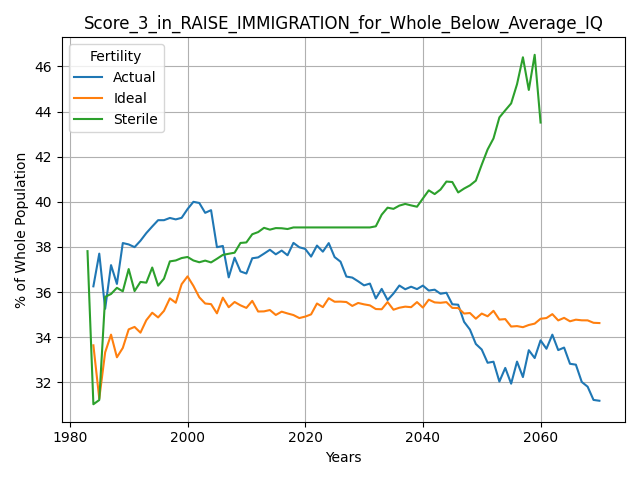 Score_3_in_RAISE_IMMIGRATION_for_Whole_Below_Average_IQ
Fertility
Actual
Ideal
Sterile
% of Whole Population
46
44
42
40
38
36
34
32
1980
2000
2020
2040
2060
Years